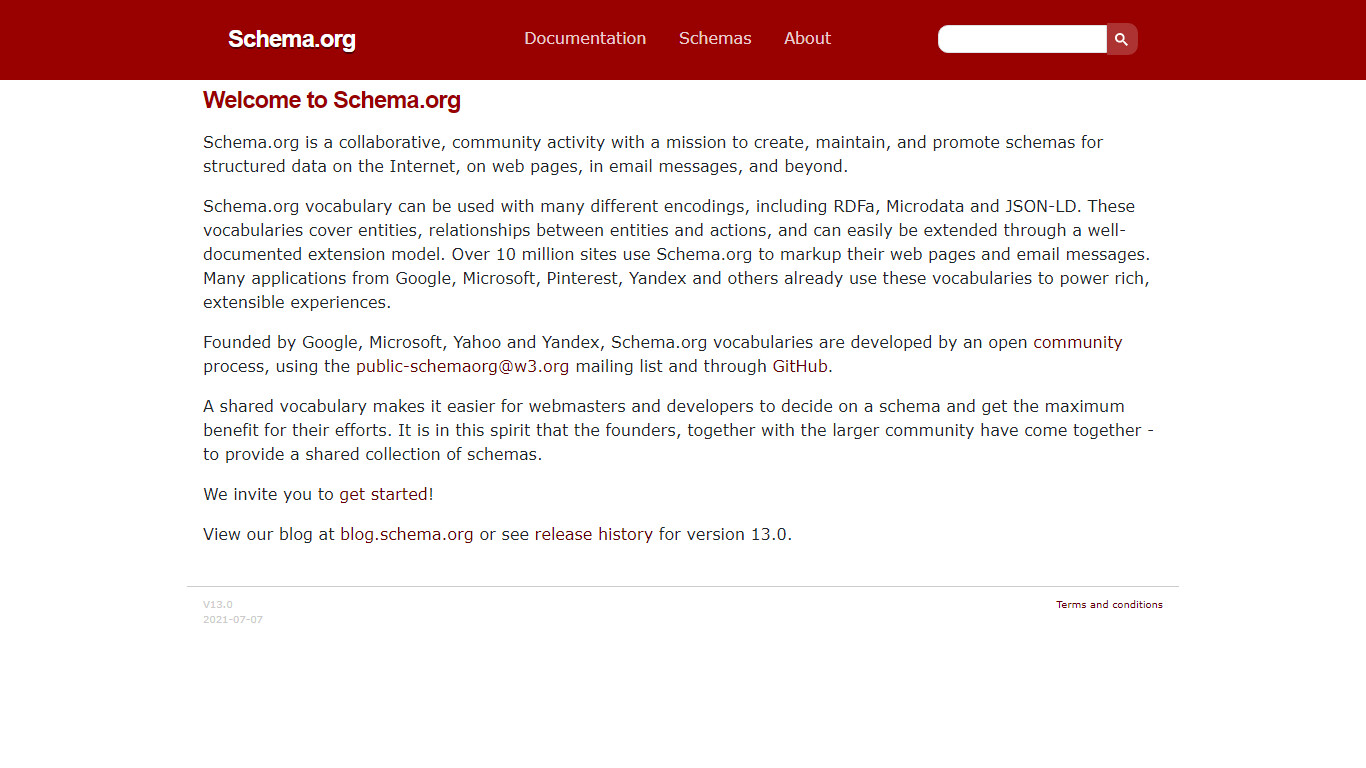 Schema.org
Documentation
Schemas
About
Welcome to Schema.org
Schema.org is a collaborative, community activity with a mission to create, maintain, and promote schemas for
structured data on the Internet, on web pages, in email messages, and beyond.
Schema.org vocabulary can be used with many different encodings, including RDFa, Microdata and JSON-LD. These
vocabularies cover entities, relationships between entities and actions, and can easily be extended through a well-
documented extension model. Over 10 million sites use Schema.org to markup their web pages and email messages.
Many applications from Google, Microsoft, Pinterest, Yandex and others already use these vocabularies to power rich,
extensible experiences.
Founded by Google, Microsoft, Yahoo and Yandex, Schema.org vocabularies are developed by an open community
process, using the public-schemaorg@w3.org mailing list and through GitHub.
A shared vocabulary makes it easier for webmasters and developers to decide on a schema and get the maximum
benefit for their efforts. It is in this spirit that the founders, together with the larger community have come together -
to provide a shared collection of schemas.
We invite you to get started!
View our blog at blog.schema.org or see release history for version 13.0.
V13.0
2021-07-07
Terms and conditions